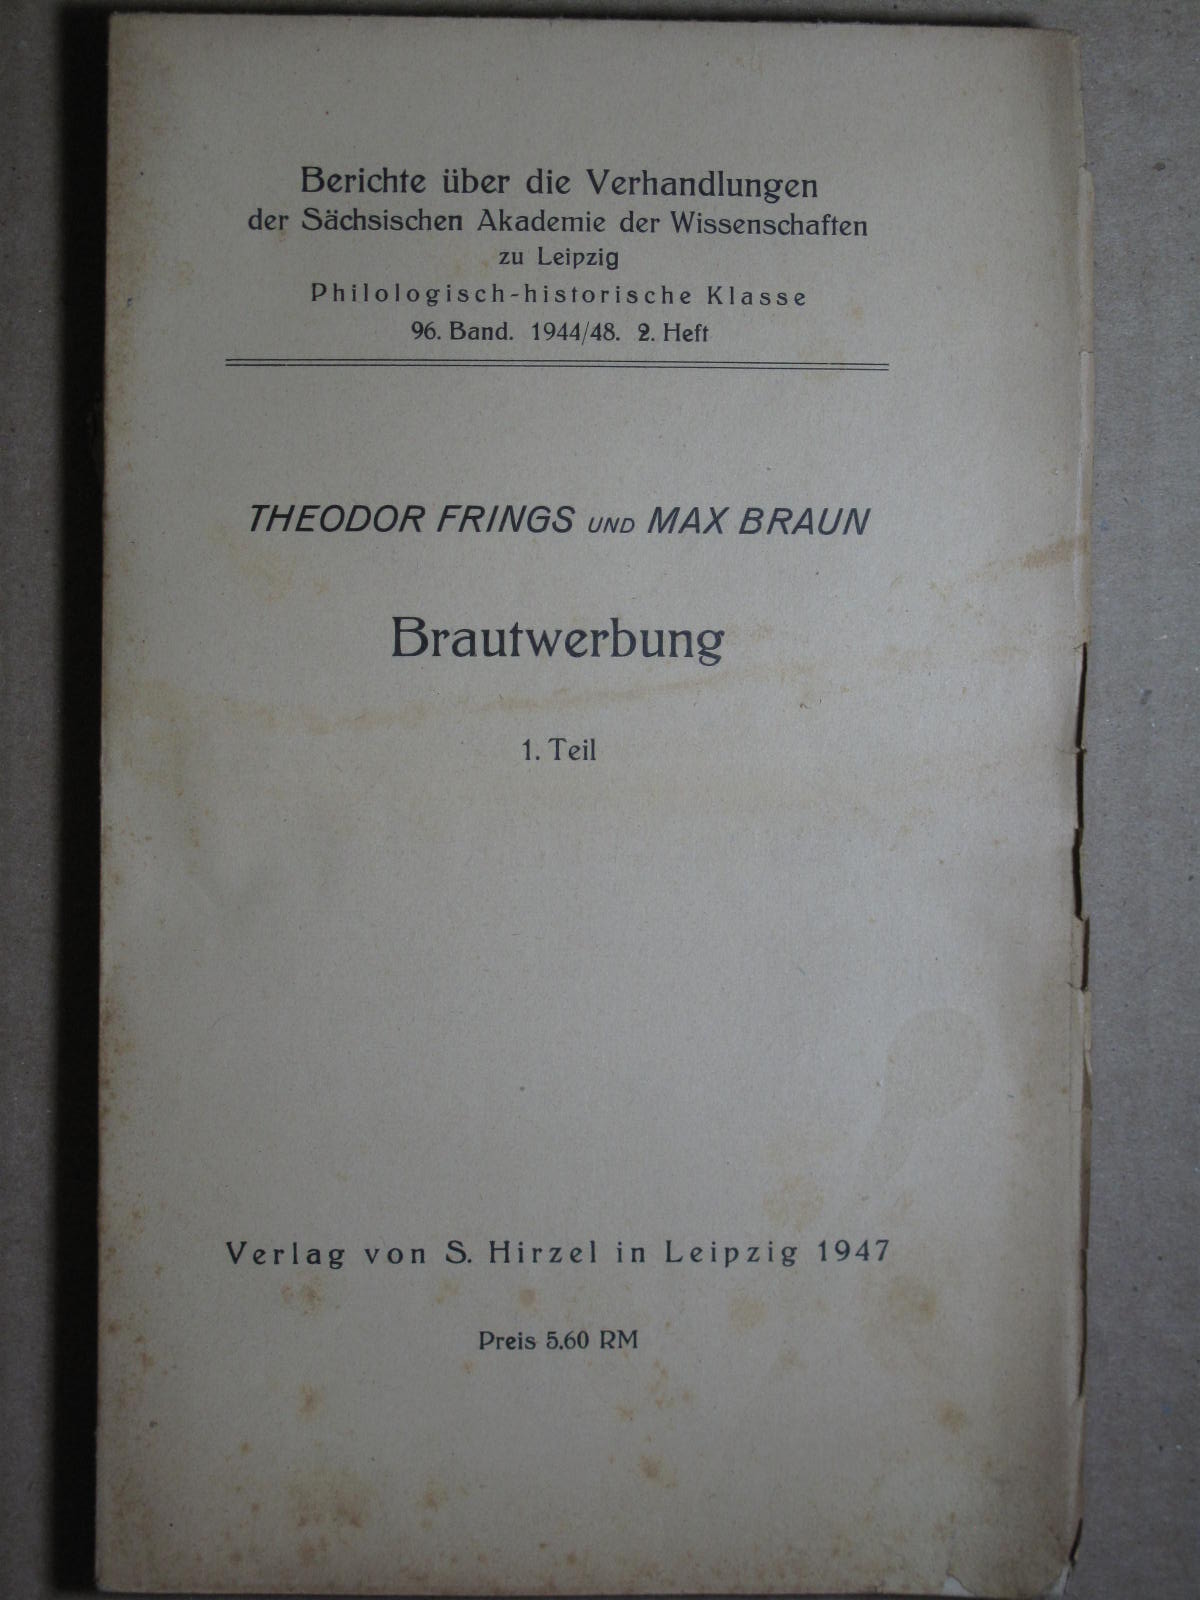 Berichte über die Verhandlungen
der Sächsischen Akademie der Wissenschaften
zu Leipzig
Philologisch-historische Klasse
96. Band. 1944/48. 2. Heft
THEODOR FRINGS UND MAX BRAUN
Brautwerbung
1. Teil
Verlag von S. Hirzel in Leipzig 1947
Preis 5.60 RM